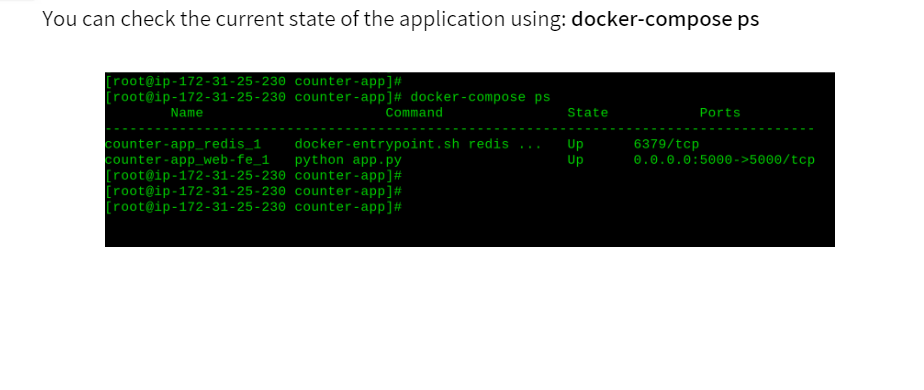 You can check the current state of the application using: docker-compose ps
[root@ip-172-31-25-230 counter-app]#
[root@ip-172-31-25-230 counter-app]# docker-compose ps
Name Command State Ports
--------------------------------------------------------------------------------
counter-app_redis_1 docker-entrypoint.sh redis ... Up 6379/tcp
counter-app_web-fe_1 python app.py Up 0.0.0.0:5000->5000/tcp
[root@ip-172-31-25-230 counter-app]#
[root@ip-172-31-25-230 counter-app]#
[root@ip-172-31-25-230 counter-app]#